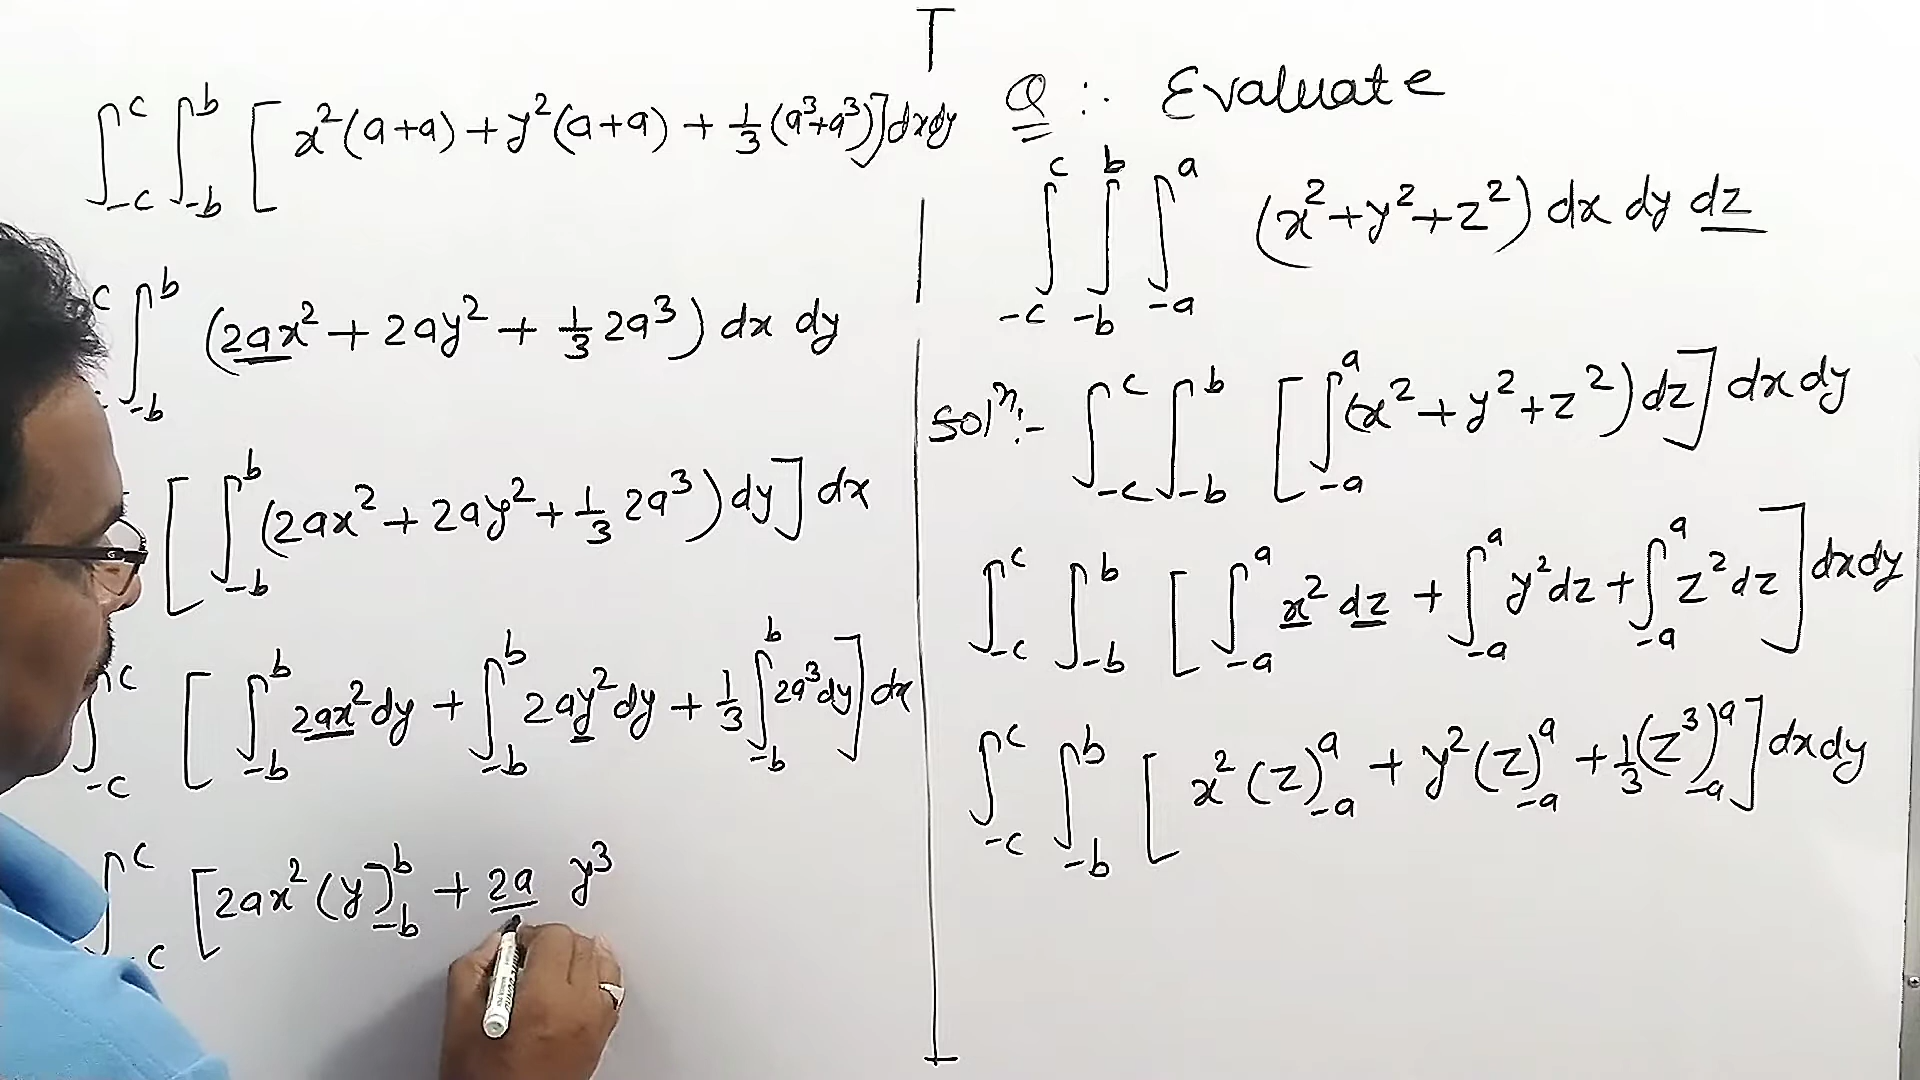 Q :. Evaluate
∫_{-c}^{c} ∫_{-b}^{b} ∫_{-a}^{a} (x²+y²+z²) dx dy dz
Solⁿ:- ∫_{-c}^{c} ∫_{-b}^{b} [∫_{-a}^{a} (x²+y²+z²) dz] dx dy
∫_{-c}^{c} ∫_{-b}^{b} [∫_{-a}^{a} x² dz + ∫_{-a}^{a} y² dz + ∫_{-a}^{a} z² dz] dx dy
∫_{-c}^{c} ∫_{-b}^{b} [x² (z)_{-a}^{a} + y² (z)_{-a}^{a} + 1/3 (z³)_{-a}^{a}] dx dy
∫_{-c}^{c} ∫_{-b}^{b} [x²(a+a) + y²(a+a) + 1/3 (a³+a³)] dx dy
c ∫_{-b}^{b} (2ax² + 2ay² + 1/3 2a³) dx dy
[∫_{-b}^{b} (2ax² + 2ay² + 1/3 2a³) dy] dx
∫_{-c}^{c} [∫_{-b}^{b} 2ax² dy + ∫_{-b}^{b} 2ay² dy + 1/3 ∫_{-b}^{b} 2a³ dy] dx
∫_{-c}^{c} [2ax² (y]_{-b}^{b} + 2a y³